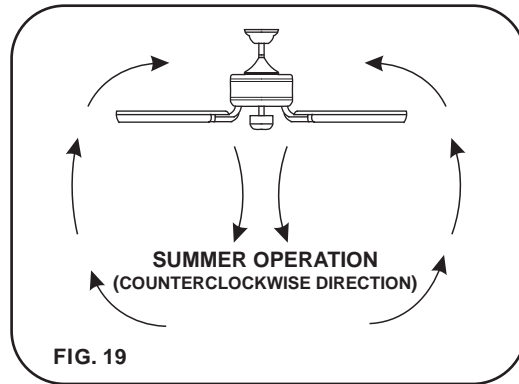 SUMMER OPERATION
(COUNTERCLOCKWISE DIRECTION)
FIG. 19